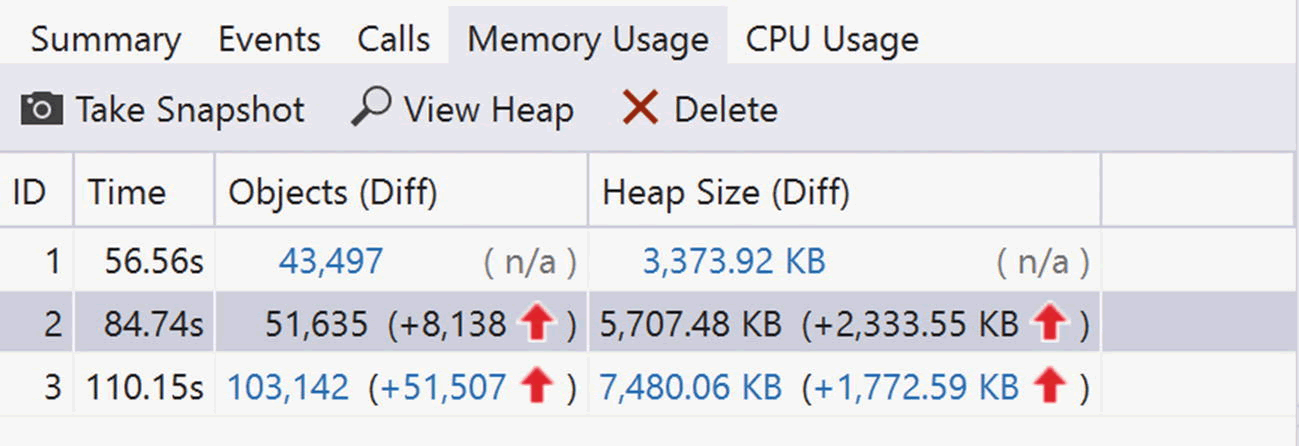 Summary Events Calls Memory Usage CPU Usage
Take Snapshot View Heap Delete
ID Time Objects (Diff) Heap Size (Diff)
1 56.56s 43,497 ( n/a ) 3,373.92 KB ( n/a )
2 84.74s 51,635 (+8,138 ) 5,707.48 KB (+2,333.55 KB )
3 110.15s 103,142 (+51,507 ) 7,480.06 KB (+1,772.59 KB )